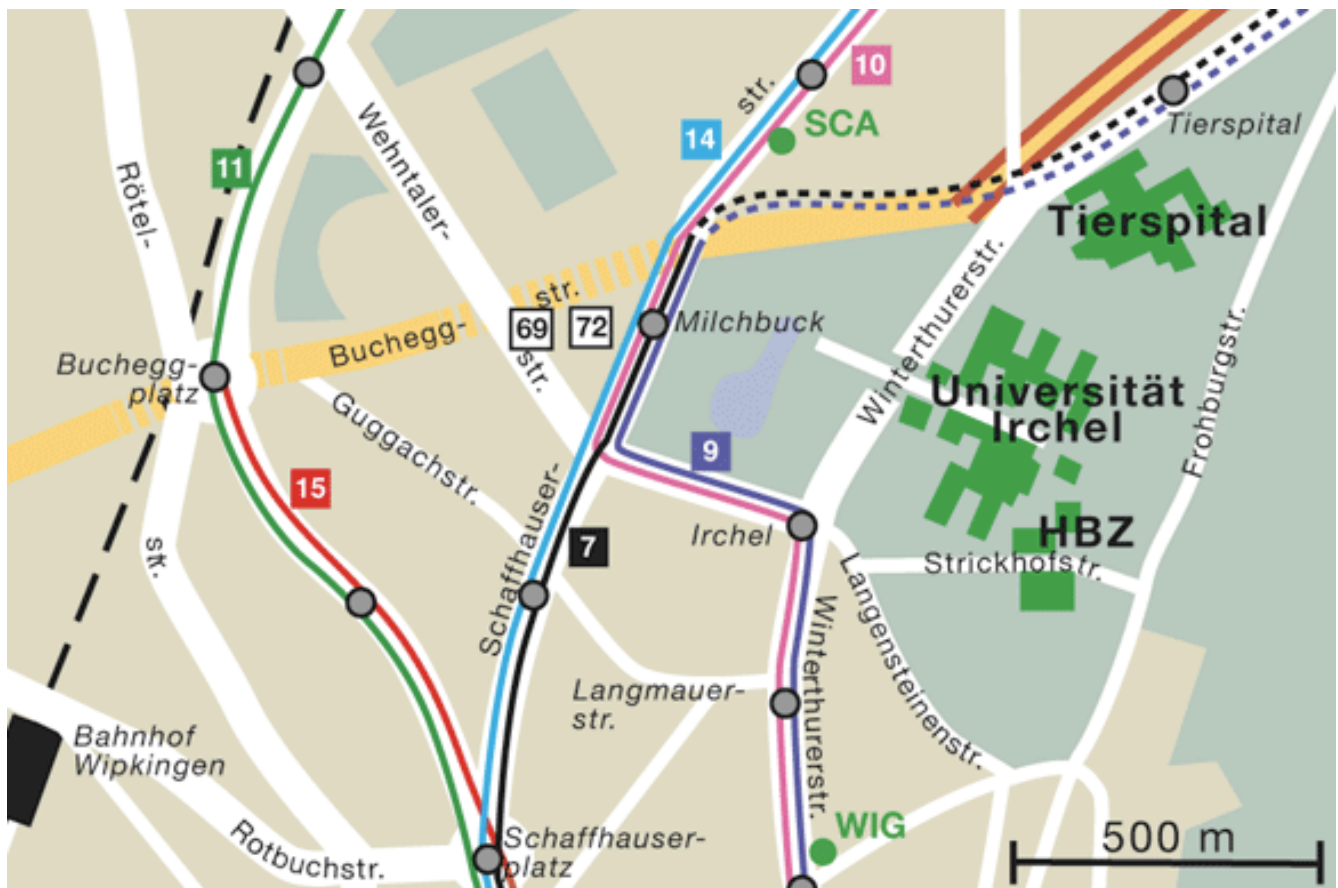 10
str.
14
SCA
Tierspital
Wehntaler-
11
Rötel-
Tierspital
str.
69
72
Milchbuck
Buchegg-
str.
Winterthurerstr.
Buchegg-
platz
Universität
Irchel
Frohburgstr.
Guggachstr.
9
15
Schaffhauser-
7
Irchel
HBZ
Strickhofstr.
str.
Langensteinenstr.
Winterthurerstr.
Langmauer-
str.
Bahnhof
Wipkingen
WIG
500 m
Rotbuchstr.
Schaffhauser-
platz